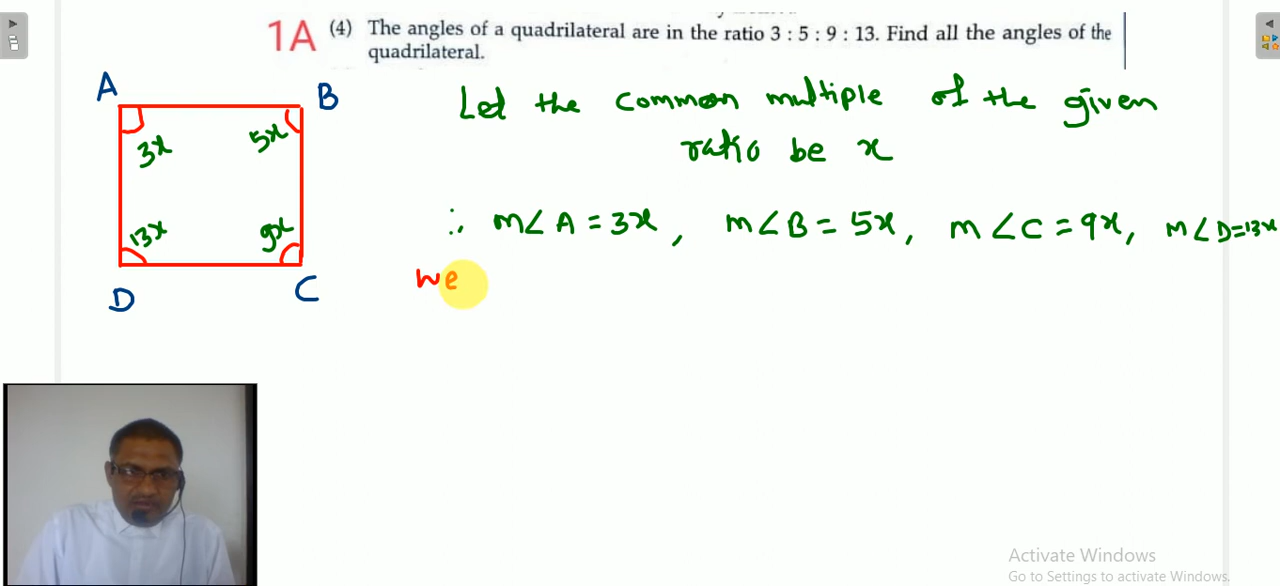 1A (4) The angles of a quadrilateral are in the ratio 3 : 5 : 9 : 13. Find all the angles of the
quadrilateral.
A
B
3x
5x
13x
9x
D
C
Let the common multiple of the given
ratio be x
∴ m∠A = 3x, m∠B = 5x, m∠C = 9x, m∠D=13x
we
Activate Windows
Go to Settings to activate Windows.